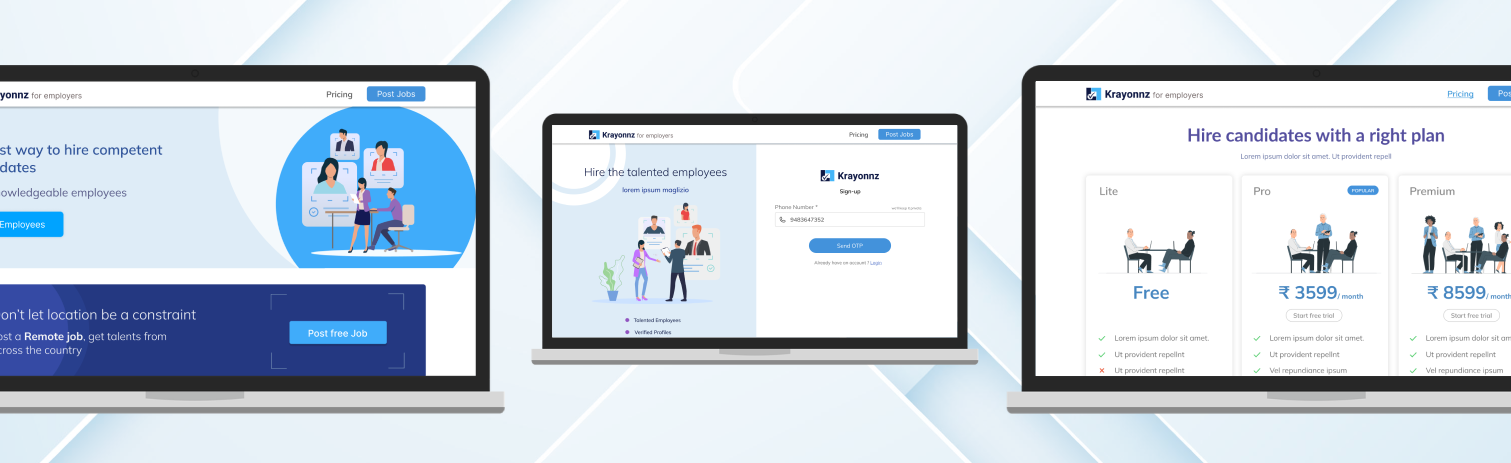 yonnz for employers
Pricing
Post Jobs
st way to hire competent
dates
owledgeable employees
Employees
on't let location be a constraint
ost a Remote job, get talents from
cross the country
Post free Job
Krayonnz for employers
Pricing
Post Jobs
Hire the talented employees
lorem ipsum moglizio
Talented Employees
Verified Profiles
Krayonnz
Sign-up
Phone Number *
9483647352
Send OTP
Already have an account ? Login
Krayonnz for employers
Pricing
Pos
Hire candidates with a right plan
Lorem ipsum dolor sit amet. Ut provident repell
Lite
Free
Lorem ipsum dolor sit amet.
Ut provident repellnt
Ut provident repellnt
Pro
POPULAR
₹ 3599/ month
Start free trial
Lorem ipsum dolor sit amet.
Ut provident repellnt
Vel repundiance ipsum
Premium
₹ 8599/ month
Start free trial
Lorem ipsum dolor sit am
Ut provident repellnt
Vel repundiance ipsum